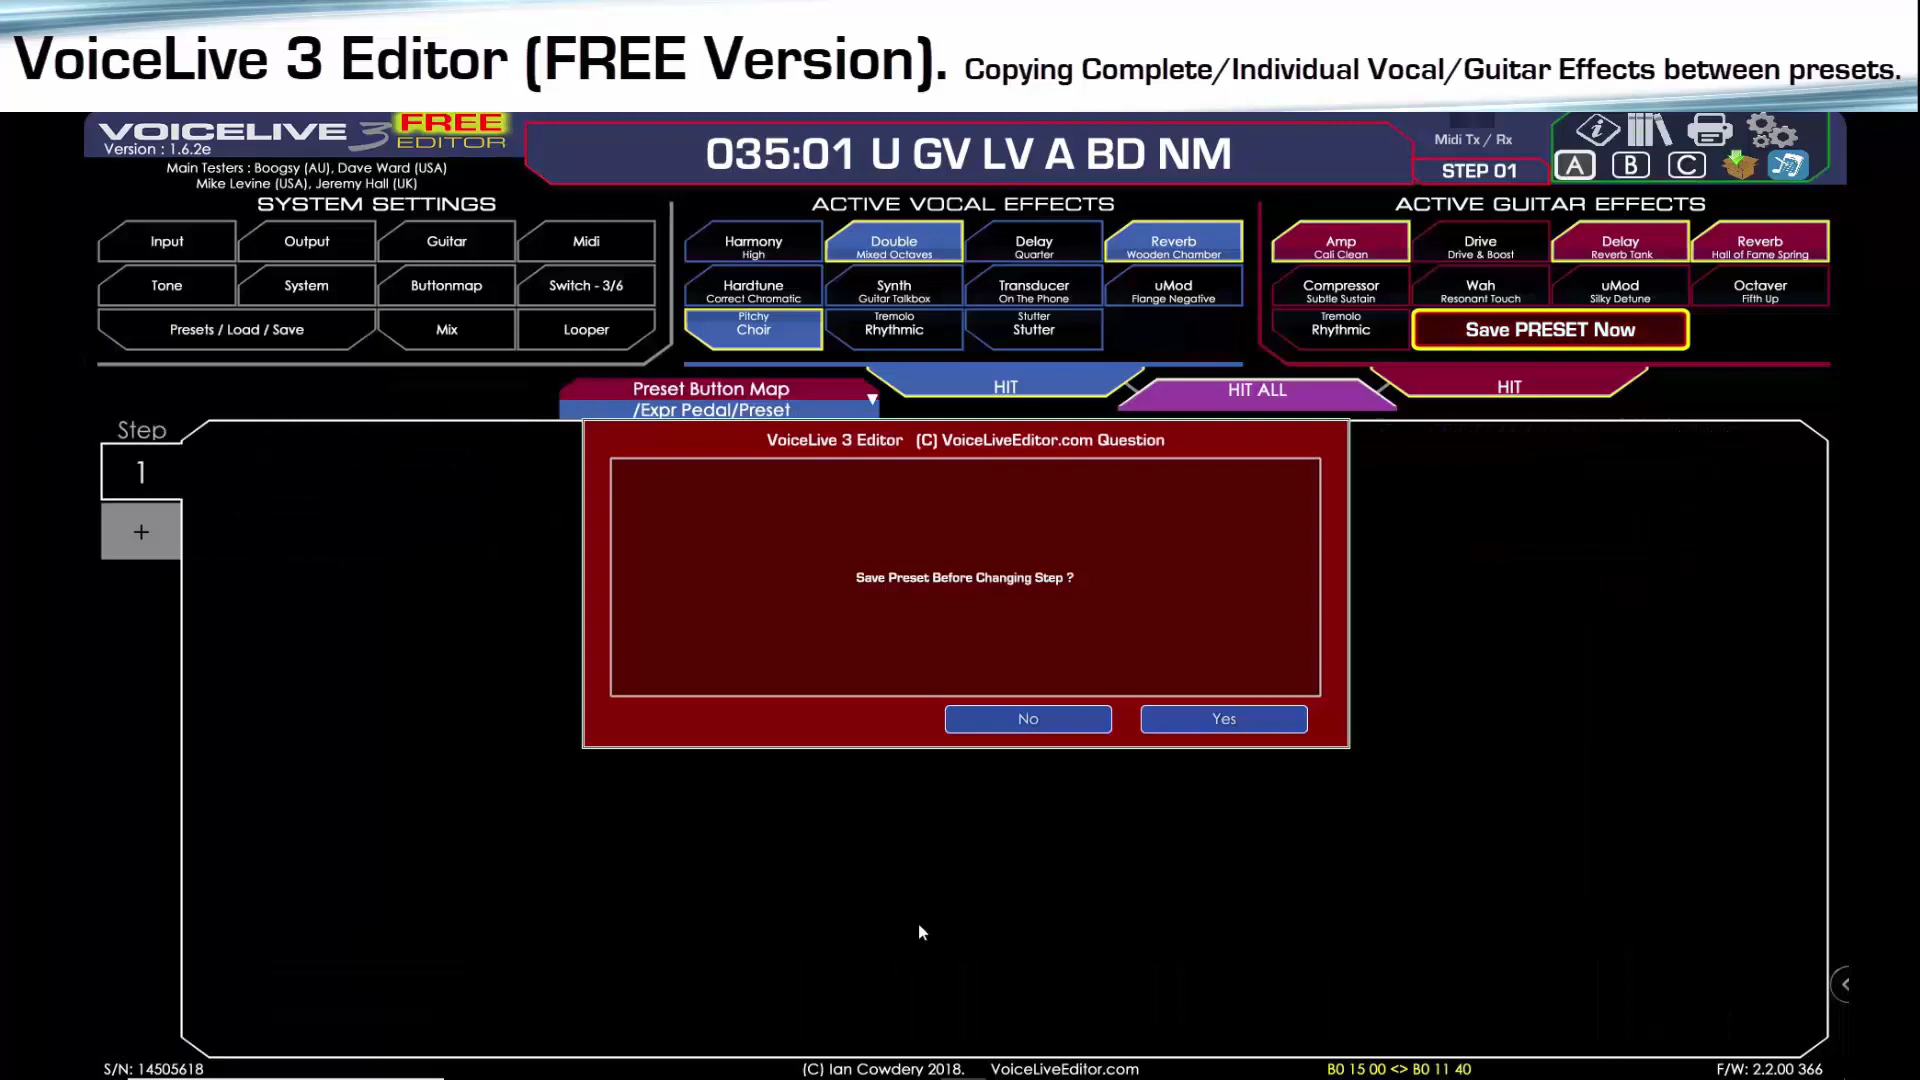 VoiceLive 3 Editor (FREE Version). Copying Complete/Individual Vocal/Guitar Effects between presets.
VOICELIVE 3 FREE EDITOR
Version : 1.6.2e
Main Testers : Boogsy (AU), Dave Ward (USA)
Mike Levine (USA), Jeremy Hall (UK)
035:01 U GV LV A BD NM
Midi Tx / Rx
STEP 01
A B C
SYSTEM SETTINGS
Input Output Guitar Midi
Tone System Buttonmap Switch - 3/6
Presets / Load / Save Mix Looper
ACTIVE VOCAL EFFECTS
Harmony Double Delay Reverb
High Mixed Octaves Quarter Wooden Chamber
Hardtune Synth Transducer uMod
Correct Chromatic Guitar Talkbox On The Phone Flange Negative
Pitchy Tremolo Stutter
Choir Rhythmic Stutter
ACTIVE GUITAR EFFECTS
Amp Drive Delay Reverb
Cali Clean Drive & Boost Reverb Tank Hall of Fame Spring
Compressor Wah uMod Octaver
Subtle Sustain Resonant Touch Silky Detune Fifth Up
Tremolo
Rhythmic Save PRESET Now
Preset Button Map
/Expr Pedal/Preset
▼
HIT HIT ALL HIT
Step
1
+
VoiceLive 3 Editor (C) VoiceLiveEditor.com Question
Save Preset Before Changing Step ?
No Yes
S/N: 14505618 (C) Ian Cowdery 2018. VoiceLiveEditor.com B0 15 00 <> B0 11 40 F/W: 2.2.00 366